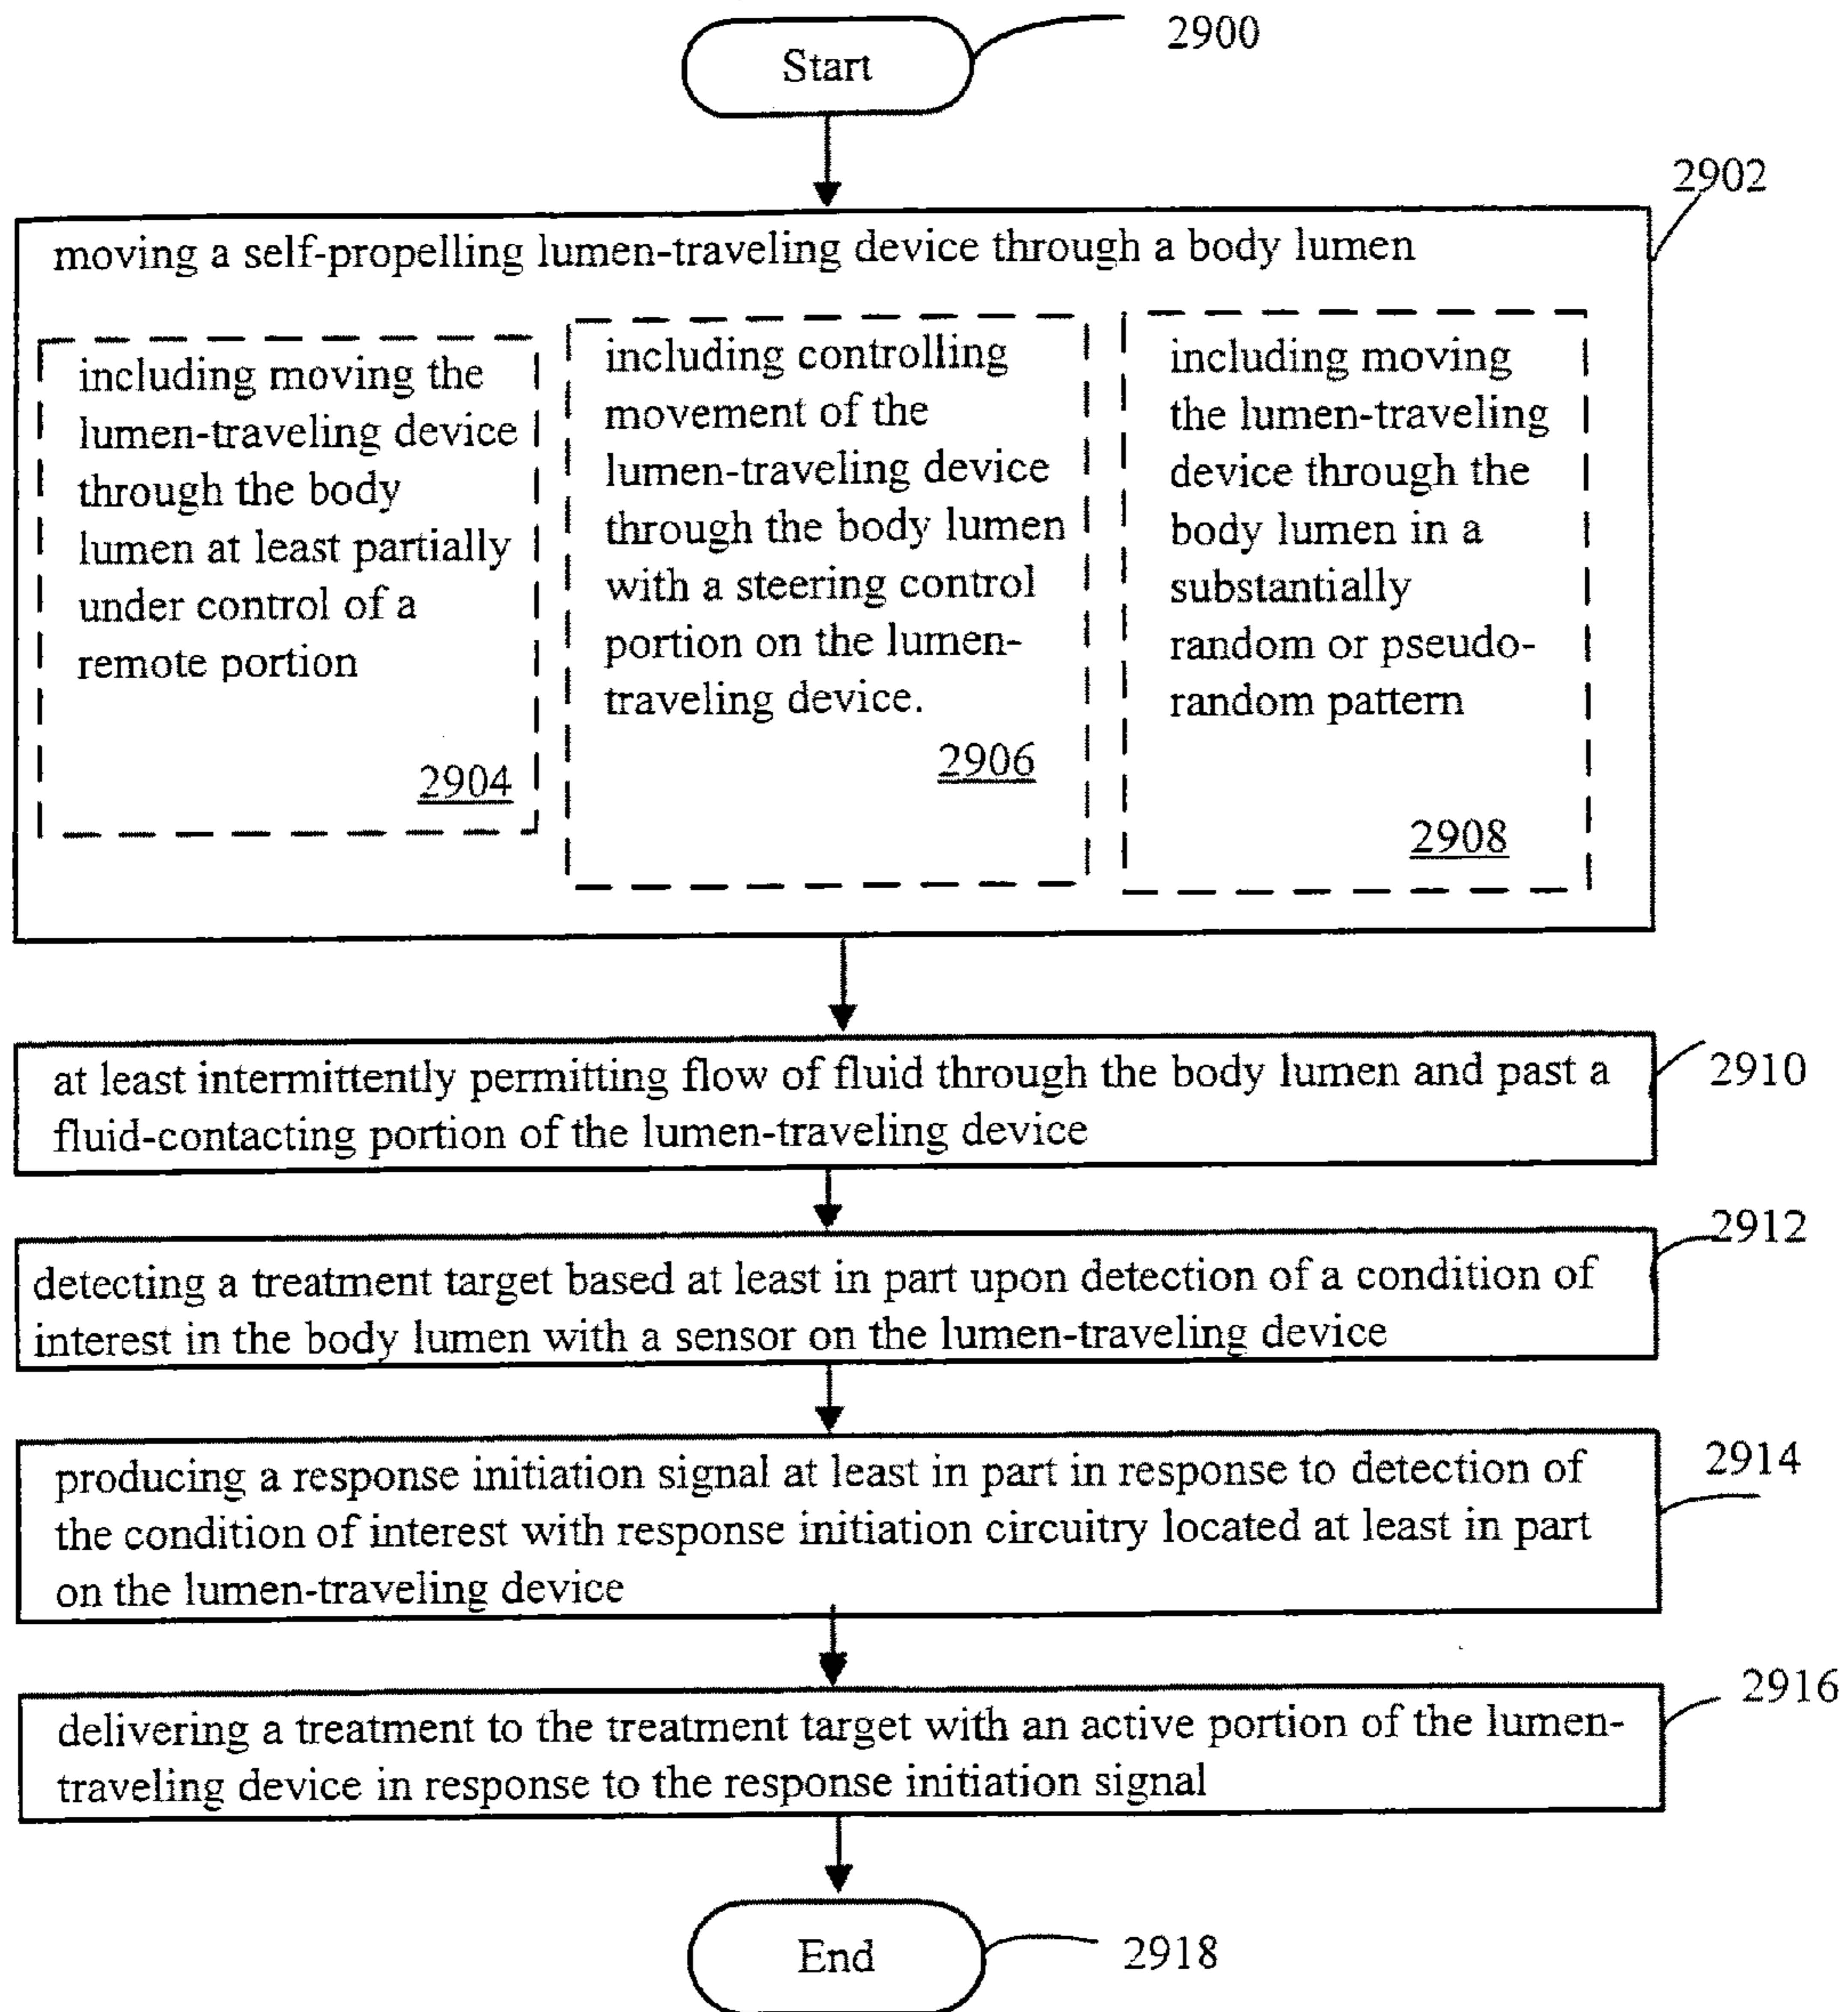 Start
2900
2902
moving a self-propelling lumen-traveling device through a body lumen
including moving the
lumen-traveling device
through the body
lumen at least partially
under control of a
remote portion
2904
including controlling
movement of the
lumen-traveling device
through the body lumen
with a steering control
portion on the lumen-
traveling device.
2906
including moving
the lumen-traveling
device through the
body lumen in a
substantially
random or pseudo-
random pattern
2908
at least intermittently permitting flow of fluid through the body lumen and past a
fluid-contacting portion of the lumen-traveling device
2910
2912
detecting a treatment target based at least in part upon detection of a condition of
interest in the body lumen with a sensor on the lumen-traveling device
producing a response initiation signal at least in part in response to detection of
the condition of interest with response initiation circuitry located at least in part
on the lumen-traveling device
2914
delivering a treatment to the treatment target with an active portion of the lumen-
traveling device in response to the response initiation signal
2916
End
2918